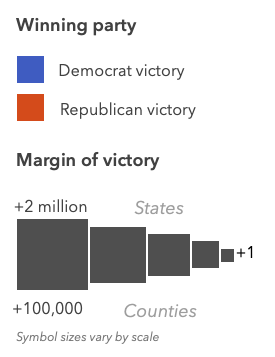 Winning party
Democrat victory
Republican victory
Margin of victory
+2 million States
+1
+100,000 Counties
Symbol sizes vary by scale